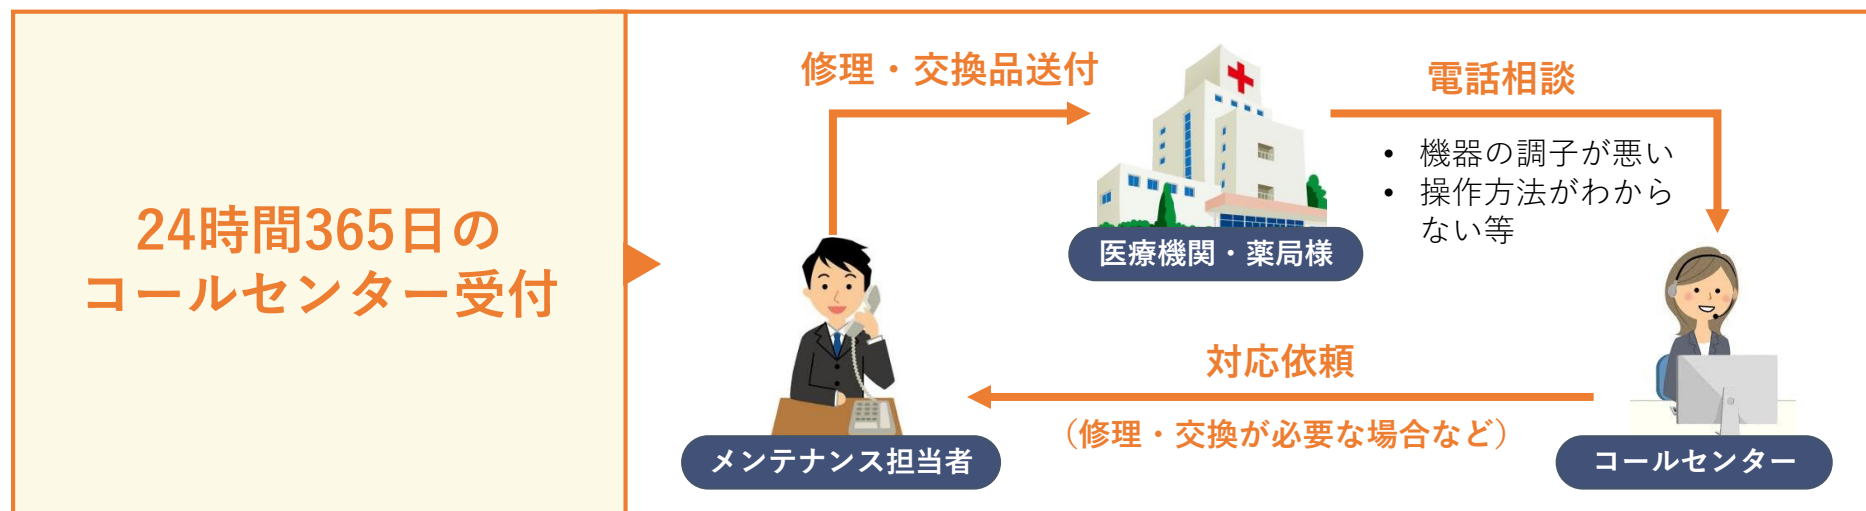 24時間365日の
コールセンター受付
修理・交換品送付
医療機関・薬局様
電話相談
• 機器の調子が悪い
• 操作方法がわから
ない等
対応依頼
（修理・交換が必要な場合など）
メンテナンス担当者
コールセンター